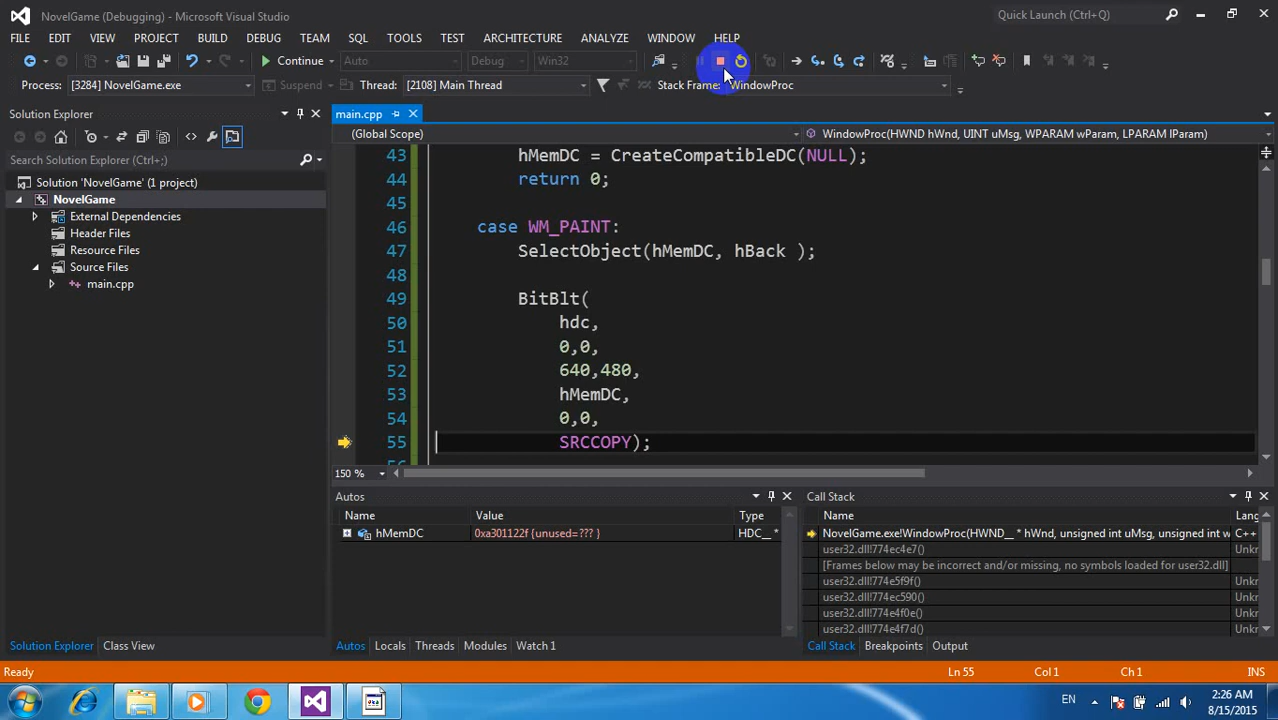 NovelGame (Debugging) - Microsoft Visual Studio
Quick Launch (Ctrl+Q)
FILE EDIT VIEW PROJECT BUILD DEBUG TEAM SQL TOOLS TEST ARCHITECTURE ANALYZE WINDOW HELP
Continue Auto Debug Win32
Process: [3284] NovelGame.exe Suspend Thread: [2108] Main Thread Stack Frame: WindowProc
Solution Explorer
main.cpp
(Global Scope) WindowProc(HWND hWnd, UINT uMsg, WPARAM wParam, LPARAM lParam)
Search Solution Explorer (Ctrl+;)
Solution 'NovelGame' (1 project)
NovelGame
External Dependencies
Header Files
Resource Files
Source Files
main.cpp
43 hMemDC = CreateCompatibleDC(NULL);
44 return 0;
45
46 case WM_PAINT:
47 SelectObject(hMemDC, hBack );
48
49 BitBlt(
50 hdc,
51 0,0,
52 640,480,
53 hMemDC,
54 0,0,
55 SRCCOPY);
150 %
Autos
Name Value Type
hMemDC 0xa301122f {unused=??? } HDC__ *
Call Stack
Name Lang
NovelGame.exe!WindowProc(HWND__ * hWnd, unsigned int uMsg, unsigned int w C++
user32.dll!774ec4e7() Unkn
[Frames below may be incorrect and/or missing, no symbols loaded for user32.dll]
user32.dll!774e5f9f() Unkn
user32.dll!774ec590() Unkn
user32.dll!774e4f0e() Unkn
user32.dll!774e4f7d() Unkn
Solution Explorer Class View
Autos Locals Threads Modules Watch 1
Call Stack Breakpoints Output
Ready Ln 55 Col 1 Ch 1 INS
EN
2:26 AM
8/15/2015